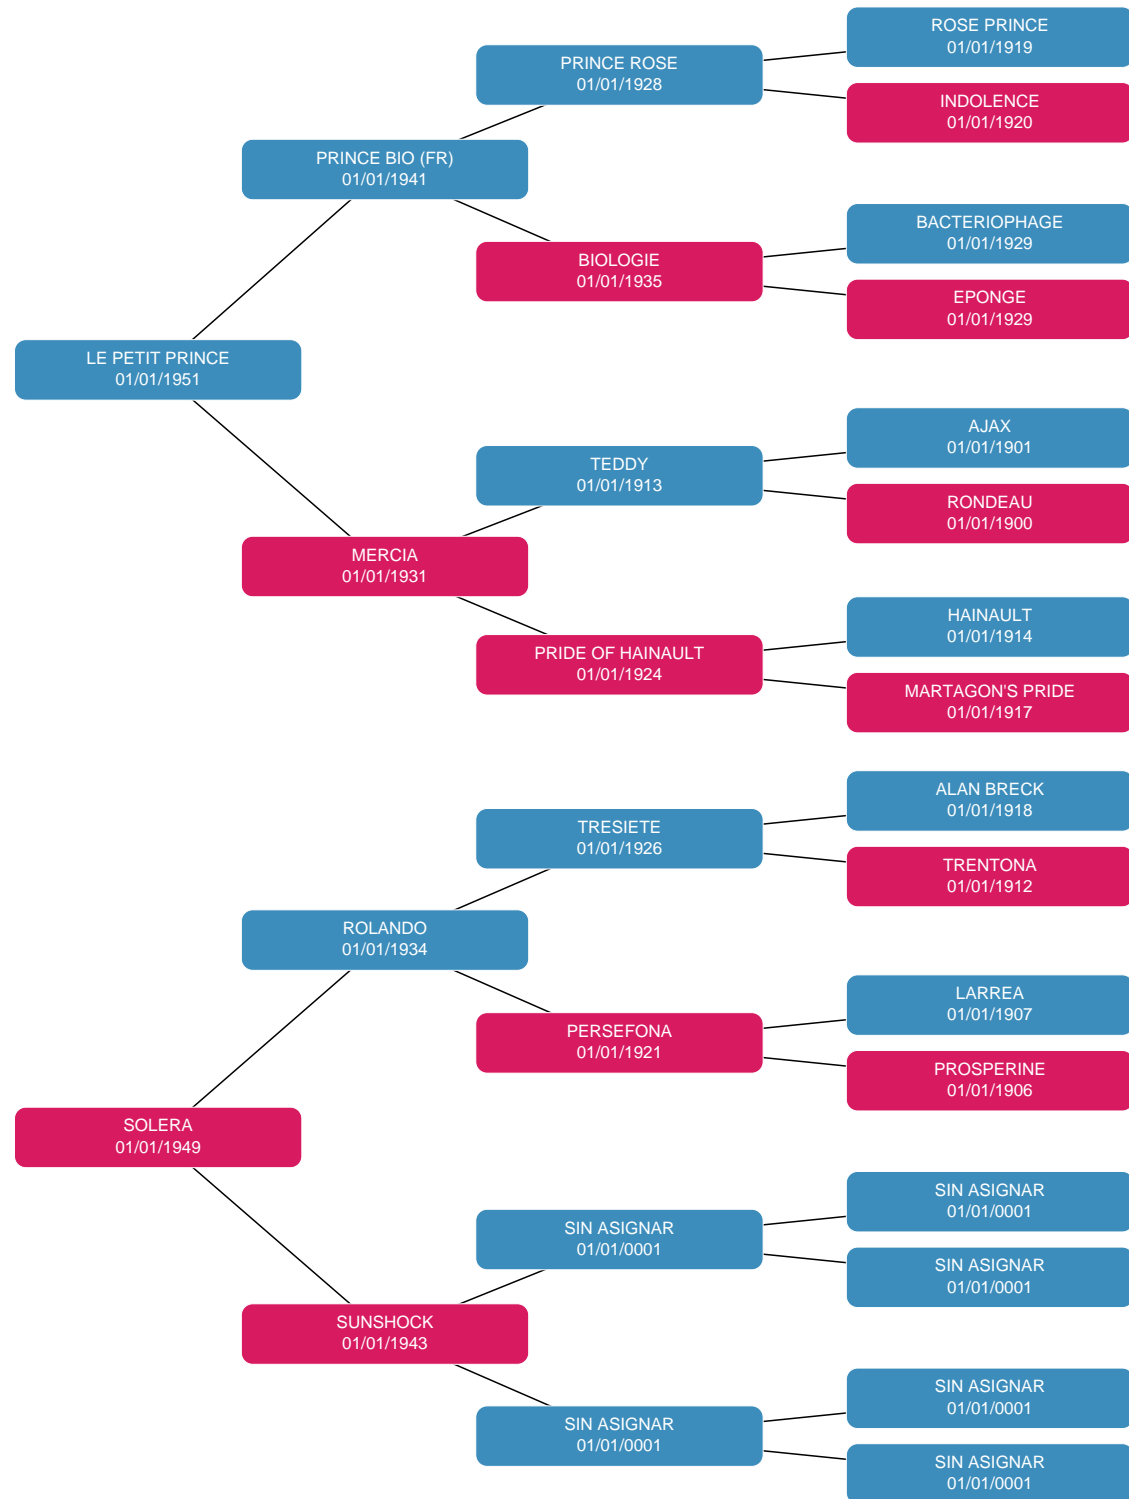 ROSE PRINCE
01/01/1919
PRINCE ROSE
01/01/1928
INDOLENCE
01/01/1920
PRINCE BIO (FR)
01/01/1941
BACTERIOPHAGE
01/01/1929
BIOLOGIE
01/01/1935
EPONGE
01/01/1929
LE PETIT PRINCE
01/01/1951
AJAX
01/01/1901
TEDDY
01/01/1913
RONDEAU
01/01/1900
MERCIA
01/01/1931
HAINAULT
01/01/1914
PRIDE OF HAINAULT
01/01/1924
MARTAGON'S PRIDE
01/01/1917
ALAN BRECK
01/01/1918
TRESIETE
01/01/1926
TRENTONA
01/01/1912
ROLANDO
01/01/1934
LARREA
01/01/1907
PERSEFONA
01/01/1921
PROSPERINE
01/01/1906
SOLERA
01/01/1949
SIN ASIGNAR
01/01/0001
SIN ASIGNAR
01/01/0001
SIN ASIGNAR
01/01/0001
SUNSHOCK
01/01/1943
SIN ASIGNAR
01/01/0001
SIN ASIGNAR
01/01/0001
SIN ASIGNAR
01/01/0001